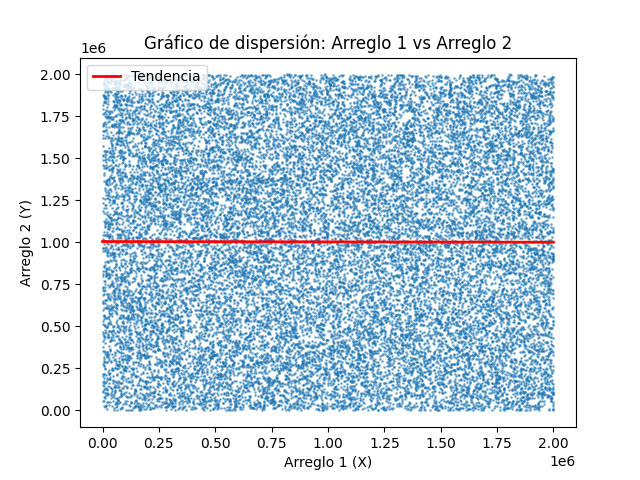 Gráfico de dispersión: Arreglo 1 vs Arreglo 2
1e6
Tendencia
2.00
1.75
1.50
1.25
1.00
0.75
0.50
0.25
0.00
Arreglo 2 (Y)
0.00 0.25 0.50 0.75 1.00 1.25 1.50 1.75 2.00
1e6
Arreglo 1 (X)